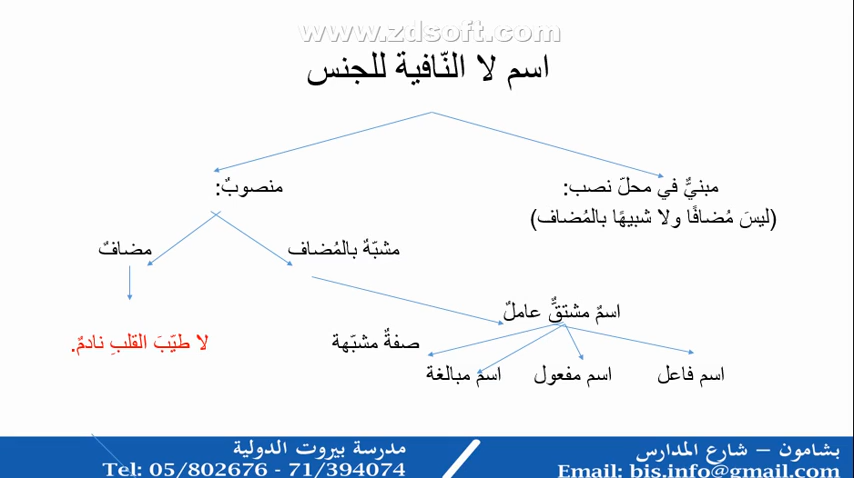 www.zdsoft.com
اسم لا النّافية للجنس
مبنيٌّ في محلّ نصب:
(ليسَ مُضافًا ولا شبيهًا بالمُضاف)
منصوبٌ:
مشبّهٌ بالمُضاف
مضافٌ
اسمٌ مشتقٌّ عاملٌ
لا طيّبَ القلبِ نادمٌ.
صفةٌ مشبّهة
اسم فاعل
اسم مفعول
اسم مبالغة
بشامون – شارع المدارس
مدرسة بيروت الدولية
Email: bis.info@gmail.com
Tel: 05/802676 - 71/394074